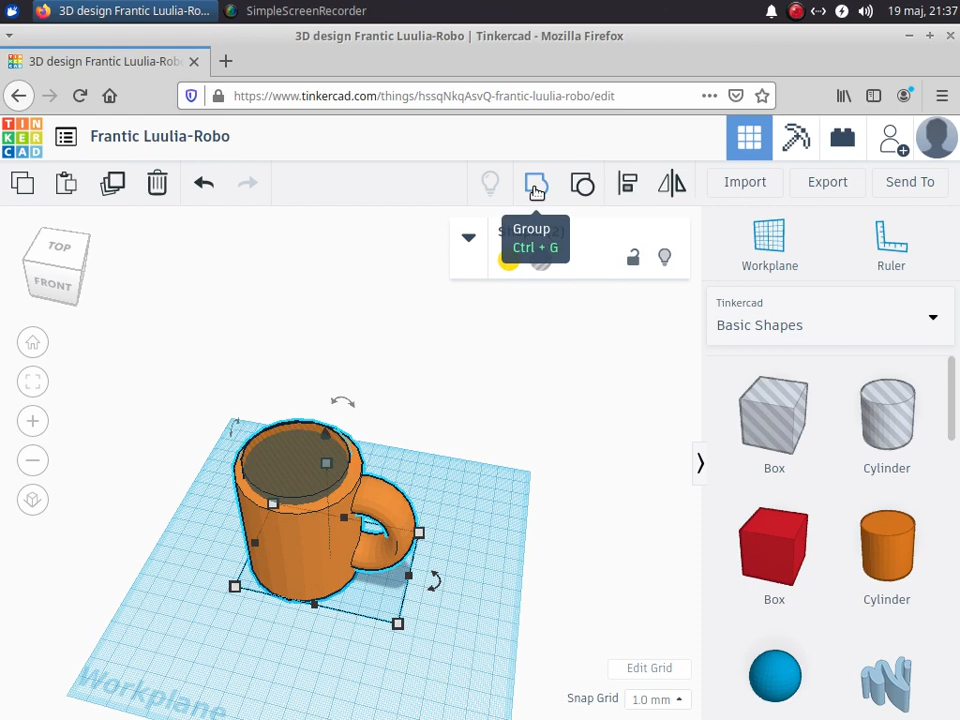 3D design Frantic Luulia-Ro...
SimpleScreenRecorder
19 maj, 21:37
3D design Frantic Luulia-Robo | Tinkercad - Mozilla Firefox
3D design Frantic Luulia-Rob
https://www.tinkercad.com/things/hssqNkqAsvQ-frantic-luulia-robo/edit
TIN
KER
CAD
Frantic Luulia-Robo
Import
Export
Send To
Group
Ctrl + G
TOP
FRONT
Workplane
Ruler
Tinkercad
Basic Shapes
Box
Cylinder
Box
Cylinder
Workplane
Edit Grid
Snap Grid
1.0 mm